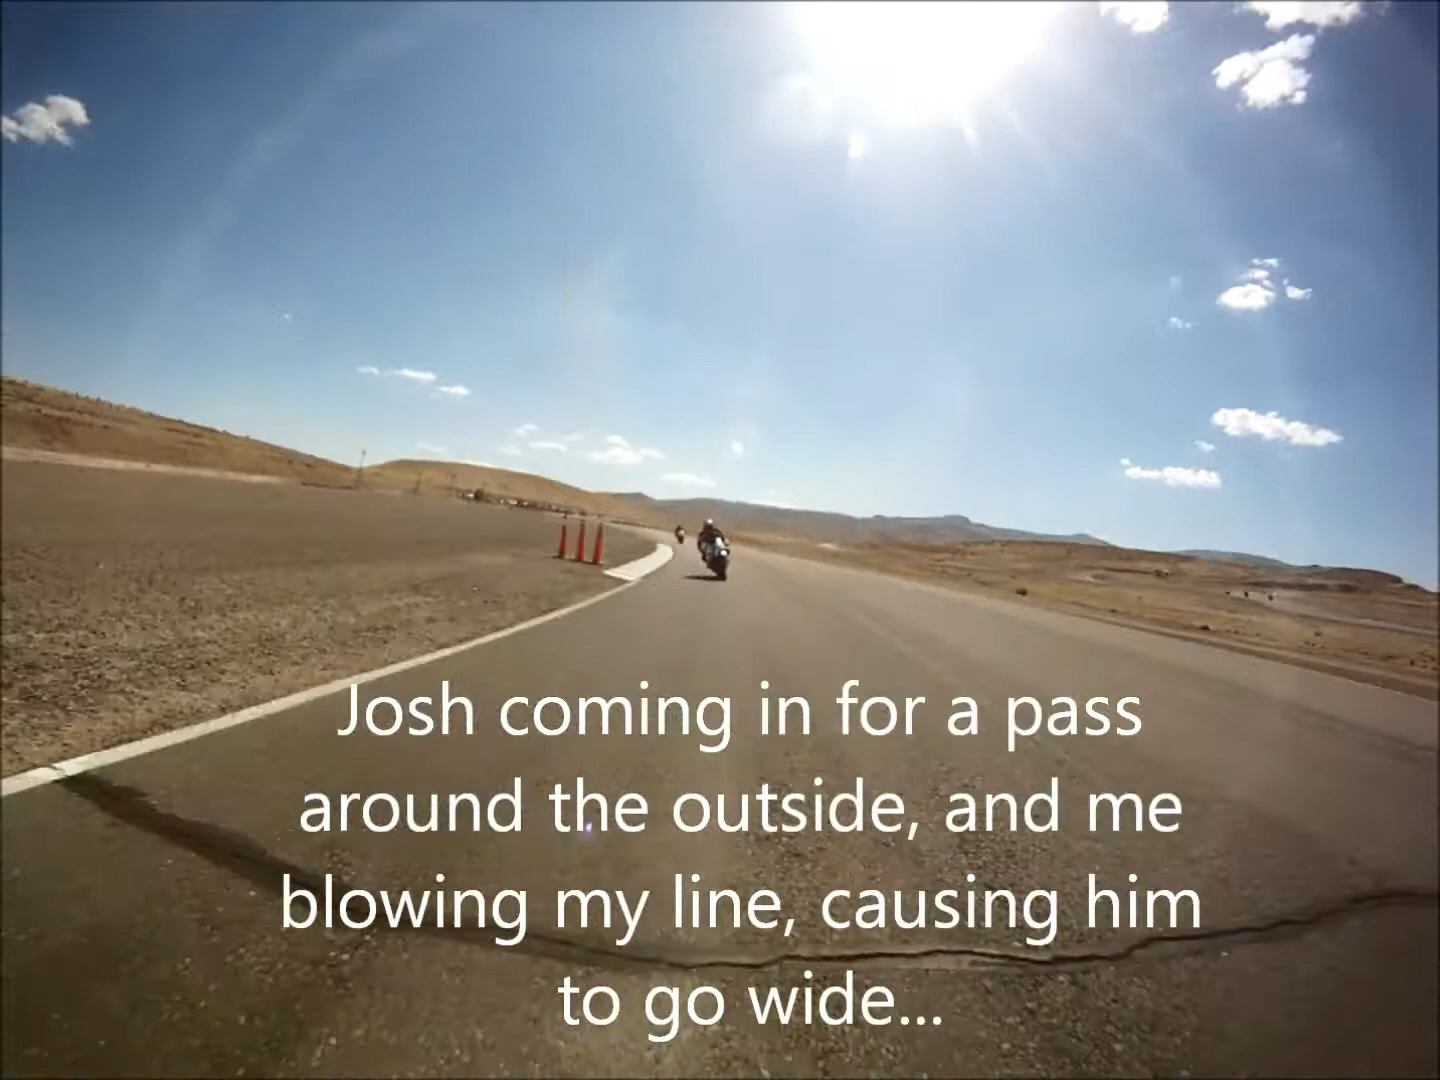 Josh coming in for a pass
around the outside, and me
blowing my line, causing him
to go wide...